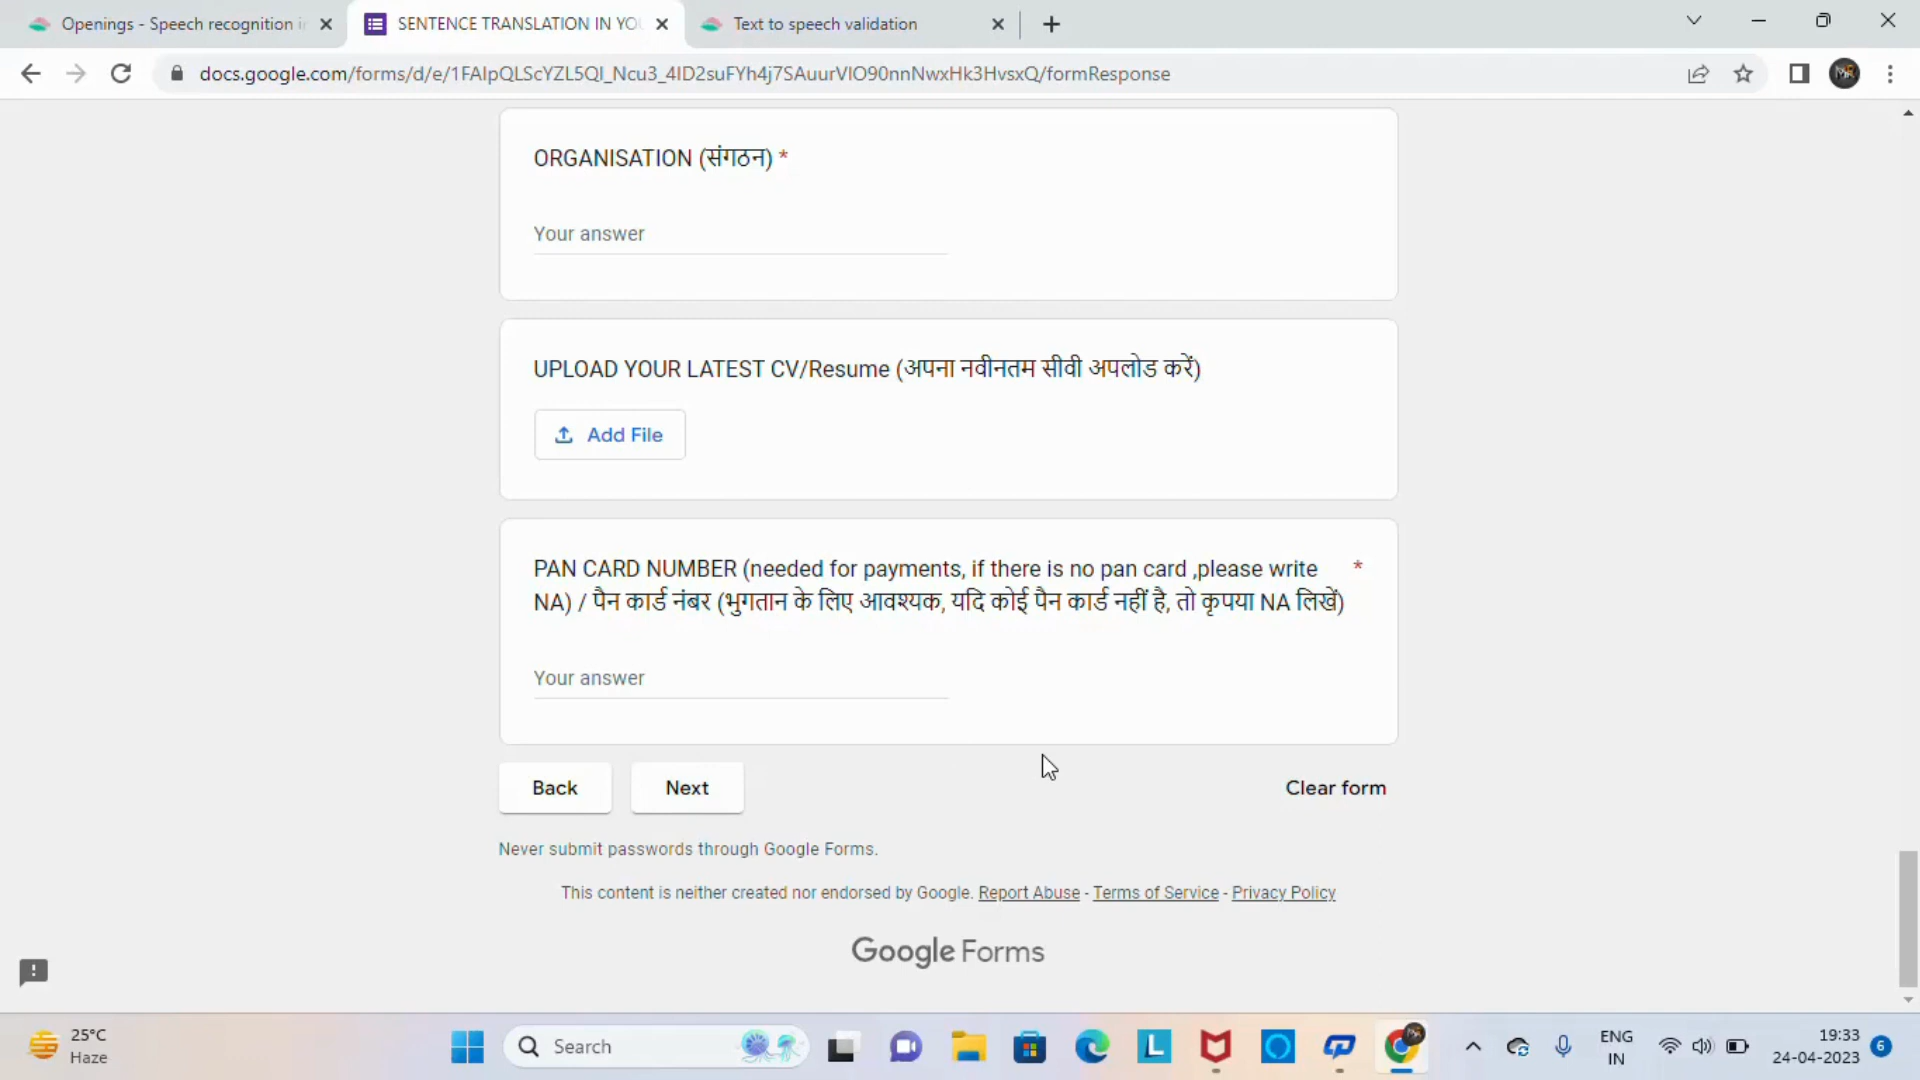 Openings - Speech recognition in
SENTENCE TRANSLATION IN YOU
Text to speech validation
docs.google.com/forms/d/e/1FAIpQLScYZL5QI_Ncu3_4ID2suFYh4j7SAuurVIO90nnNwxHk3HvsxQ/formResponse
ORGANISATION (संगठन) *
Your answer
UPLOAD YOUR LATEST CV/Resume (अपना नवीनतम सीवी अपलोड करें)
Add File
PAN CARD NUMBER (needed for payments, if there is no pan card ,please write *
NA) / पैन कार्ड नंबर (भुगतान के लिए आवश्यक, यदि कोई पैन कार्ड नहीं है, तो कृपया NA लिखें)
Your answer
Back Next Clear form
Never submit passwords through Google Forms.
This content is neither created nor endorsed by Google. Report Abuse - Terms of Service - Privacy Policy
Google Forms
25°C
Haze
Search
ENG
IN
19:33
24-04-2023
6